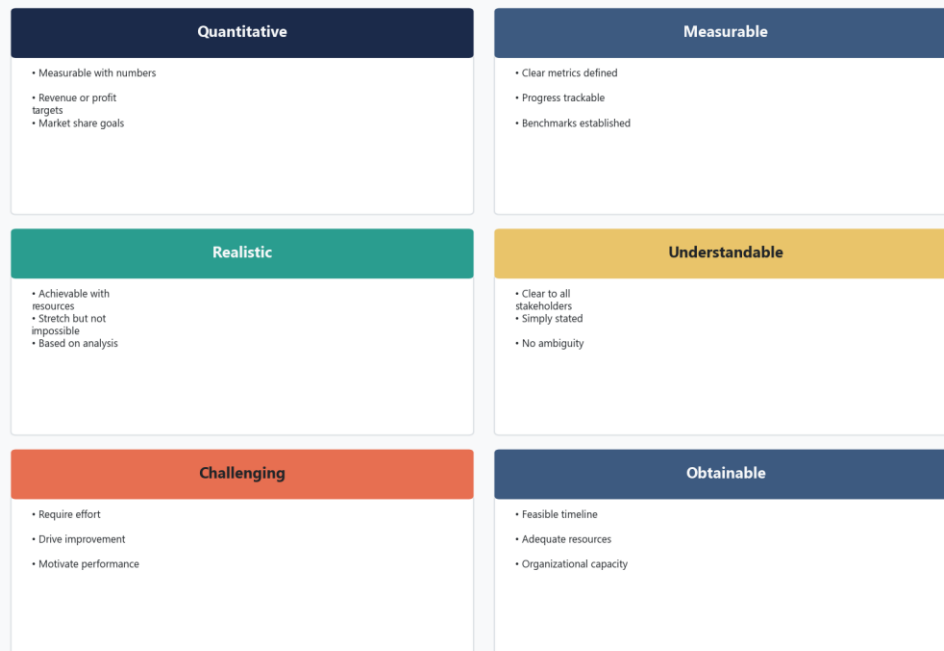 Quantitative
• Measurable with numbers
• Revenue or profit
targets
• Market share goals
Measurable
• Clear metrics defined
• Progress trackable
• Benchmarks established
Realistic
• Achievable with
resources
• Stretch but not
impossible
• Based on analysis
Understandable
• Clear to all
stakeholders
• Simply stated
• No ambiguity
Challenging
• Require effort
• Drive improvement
• Motivate performance
Obtainable
• Feasible timeline
• Adequate resources
• Organizational capacity